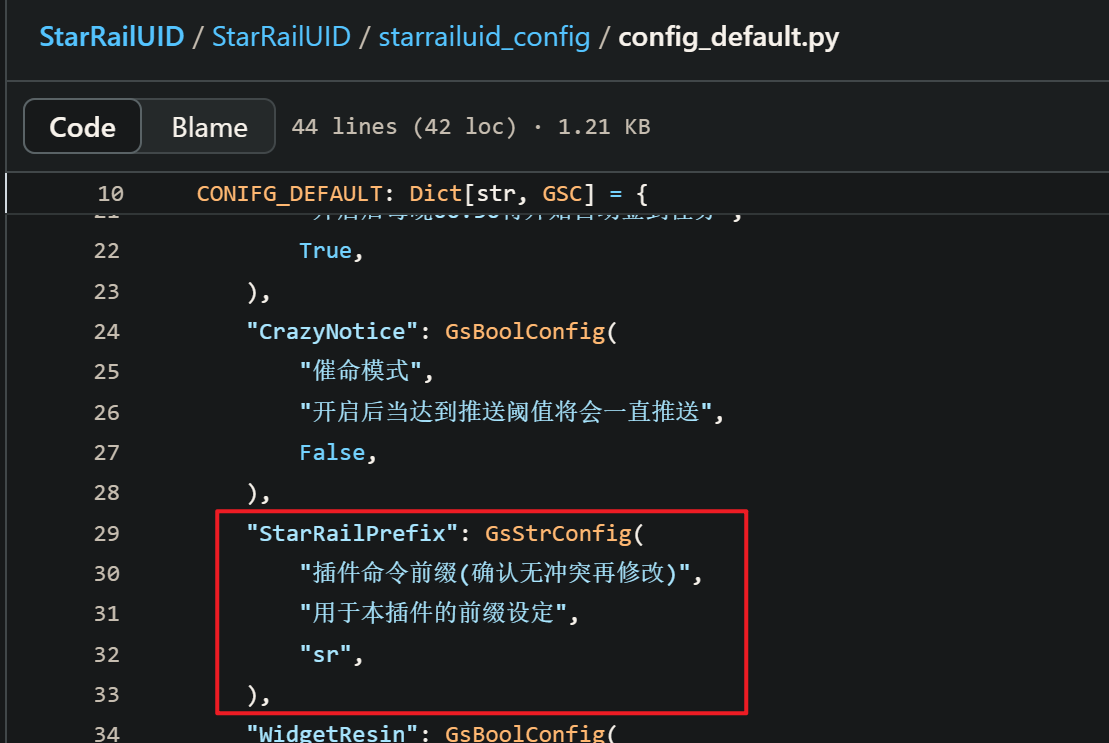 StarRailUID / StarRailUID / starrailuid_config / config_default.py
Code Blame 44 lines (42 loc) · 1.21 KB
10 CONIFG_DEFAULT: Dict[str, GSC] = {
22 True,
23 ),
24 "CrazyNotice": GsBoolConfig(
25 "催命模式",
26 "开启后当达到推送阈值将会一直推送",
27 False,
28 ),
29 "StarRailPrefix": GsStrConfig(
30 "插件命令前缀(确认无冲突再修改)",
31 "用于本插件的前缀设定",
32 "sr",
33 ),
34 "WidgetResin": GsBoolConfig(